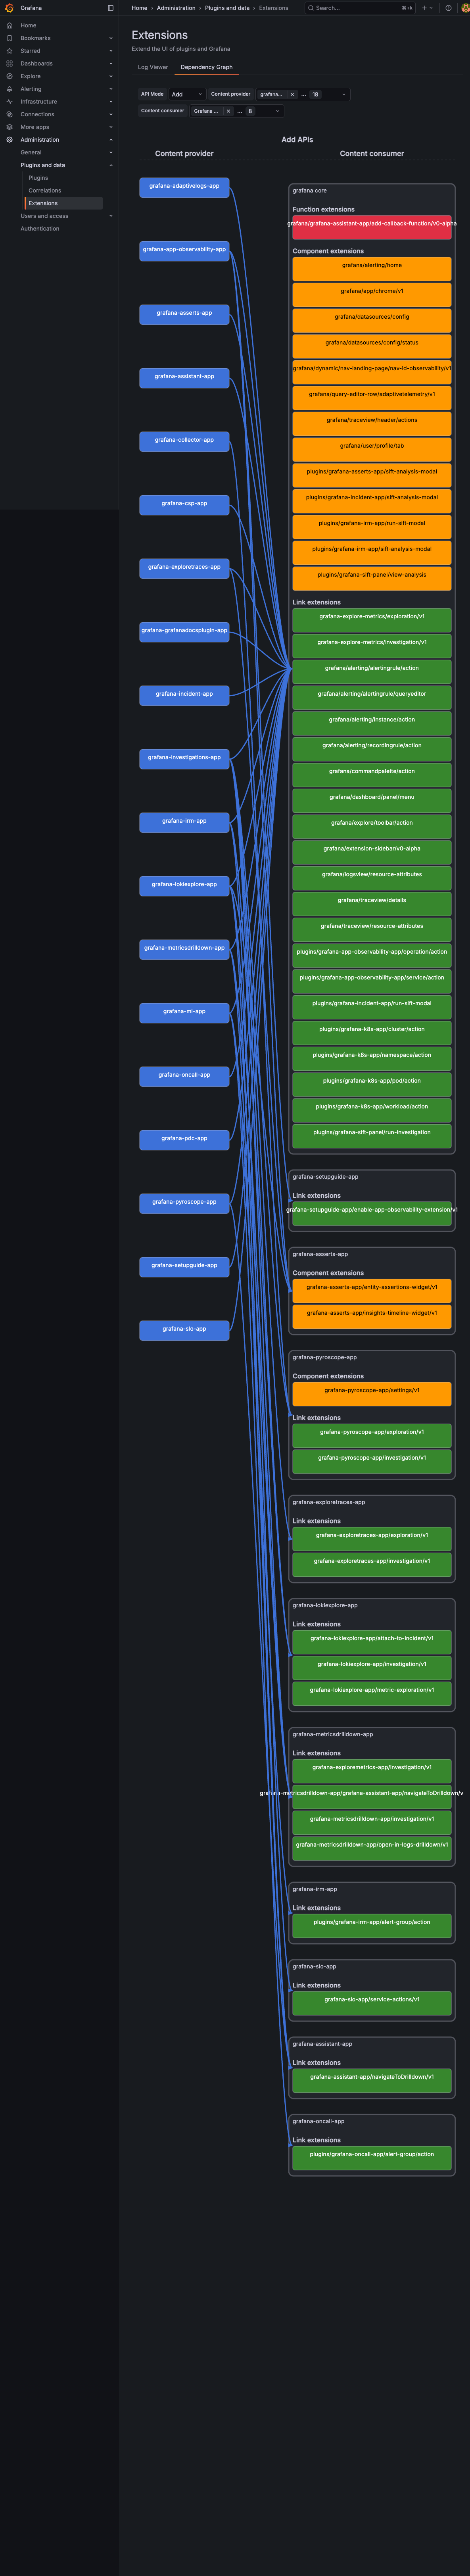 Grafana
Home
Bookmarks
Starred
Dashboards
Explore
Alerting
Infrastructure
Connections
More apps
Administration
General
Plugins and data
Plugins
Correlations
Extensions
Users and access
Authentication
Home › Administration › Plugins and data › Extensions
Search... ⌘+k
Extensions
Extend the UI of plugins and Grafana
Log Viewer
Dependency Graph
API Mode Add Content provider grafana... × ... 18
Content consumer Grafana ... × ... 8
Add APIs
Content provider
Content consumer
grafana-adaptivelogs-app
grafana-app-observability-app
grafana-asserts-app
grafana-assistant-app
grafana-collector-app
grafana-csp-app
grafana-exploretraces-app
grafana-grafanadocsplugin-app
grafana-incident-app
grafana-investigations-app
grafana-irm-app
grafana-lokiexplore-app
grafana-metricsdrilldown-app
grafana-ml-app
grafana-oncall-app
grafana-pdc-app
grafana-pyroscope-app
grafana-setupguide-app
grafana-slo-app
grafana core
Function extensions
grafana/grafana-assistant-app/add-callback-function/v0-alpha
Component extensions
grafana/alerting/home
grafana/app/chrome/v1
grafana/datasources/config
grafana/datasources/config/status
grafana/dynamic/nav-landing-page/nav-id-observability/v1
grafana/query-editor-row/adaptivetelemetry/v1
grafana/traceview/header/actions
grafana/user/profile/tab
plugins/grafana-asserts-app/sift-analysis-modal
plugins/grafana-incident-app/sift-analysis-modal
plugins/grafana-irm-app/run-sift-modal
plugins/grafana-irm-app/sift-analysis-modal
plugins/grafana-sift-panel/view-analysis
Link extensions
grafana-explore-metrics/exploration/v1
grafana-explore-metrics/investigation/v1
grafana/alerting/alertingrule/action
grafana/alerting/alertingrule/queryeditor
grafana/alerting/instance/action
grafana/alerting/recordingrule/action
grafana/commandpalette/action
grafana/dashboard/panel/menu
grafana/explore/toolbar/action
grafana/extension-sidebar/v0-alpha
grafana/logsview/resource-attributes
grafana/traceview/details
grafana/traceview/resource-attributes
plugins/grafana-app-observability-app/operation/action
plugins/grafana-app-observability-app/service/action
plugins/grafana-incident-app/run-sift-modal
plugins/grafana-k8s-app/cluster/action
plugins/grafana-k8s-app/namespace/action
plugins/grafana-k8s-app/pod/action
plugins/grafana-k8s-app/workload/action
plugins/grafana-sift-panel/run-investigation
grafana-setupguide-app
Link extensions
grafana-setupguide-app/enable-app-observability-extension/v1
grafana-asserts-app
Component extensions
grafana-asserts-app/entity-assertions-widget/v1
grafana-asserts-app/insights-timeline-widget/v1
grafana-pyroscope-app
Component extensions
grafana-pyroscope-app/settings/v1
Link extensions
grafana-pyroscope-app/exploration/v1
grafana-pyroscope-app/investigation/v1
grafana-exploretraces-app
Link extensions
grafana-exploretraces-app/exploration/v1
grafana-exploretraces-app/investigation/v1
grafana-lokiexplore-app
Link extensions
grafana-lokiexplore-app/attach-to-incident/v1
grafana-lokiexplore-app/investigation/v1
grafana-lokiexplore-app/metric-exploration/v1
grafana-metricsdrilldown-app
Link extensions
grafana-exploremetrics-app/investigation/v1
grafana-metricsdrilldown-app/grafana-assistant-app/navigateToDrilldown/v
grafana-metricsdrilldown-app/investigation/v1
grafana-metricsdrilldown-app/open-in-logs-drilldown/v1
grafana-irm-app
Link extensions
plugins/grafana-irm-app/alert-group/action
grafana-slo-app
Link extensions
grafana-slo-app/service-actions/v1
grafana-assistant-app
Link extensions
grafana-assistant-app/navigateToDrilldown/v1
grafana-oncall-app
Link extensions
plugins/grafana-oncall-app/alert-group/action